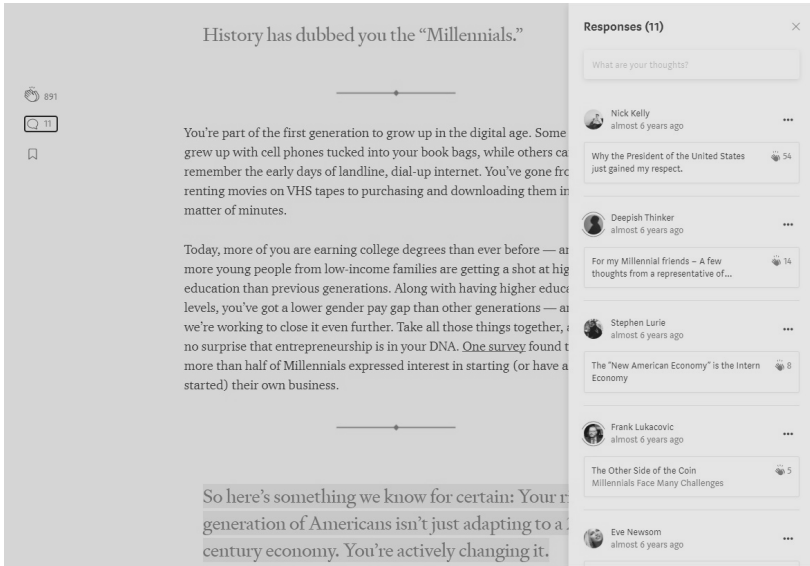 History has dubbed you the “Millennials.”
891
11
You’re part of the first generation to grow up in the digital age. Some
grew up with cell phones tucked into your book bags, while others ca
remember the early days of landline, dial-up internet. You’ve gone fro
renting movies on VHS tapes to purchasing and downloading them in
matter of minutes.
Today, more of you are earning college degrees than ever before — an
more young people from low-income families are getting a shot at hig
education than previous generations. Along with having higher educa
levels, you’ve got a lower gender pay gap than other generations — an
we’re working to close it even further. Take all those things together, a
no surprise that entrepreneurship is in your DNA. One survey found t
more than half of Millennials expressed interest in starting (or have a
started) their own business.
So here’s something we know for certain: Your ri
generation of Americans isn’t just adapting to a
century economy. You’re actively changing it.
Responses (11)
What are your thoughts?
Nick Kelly
almost 6 years ago
Why the President of the United States
just gained my respect.
54
Deepish Thinker
almost 6 years ago
For my Millennial friends – A few
thoughts from a representative of...
14
Stephen Lurie
almost 6 years ago
The "New American Economy" is the Intern
Economy
8
Frank Lukacovic
almost 6 years ago
The Other Side of the Coin
Millennials Face Many Challenges
5
Eve Newsom
almost 6 years ago